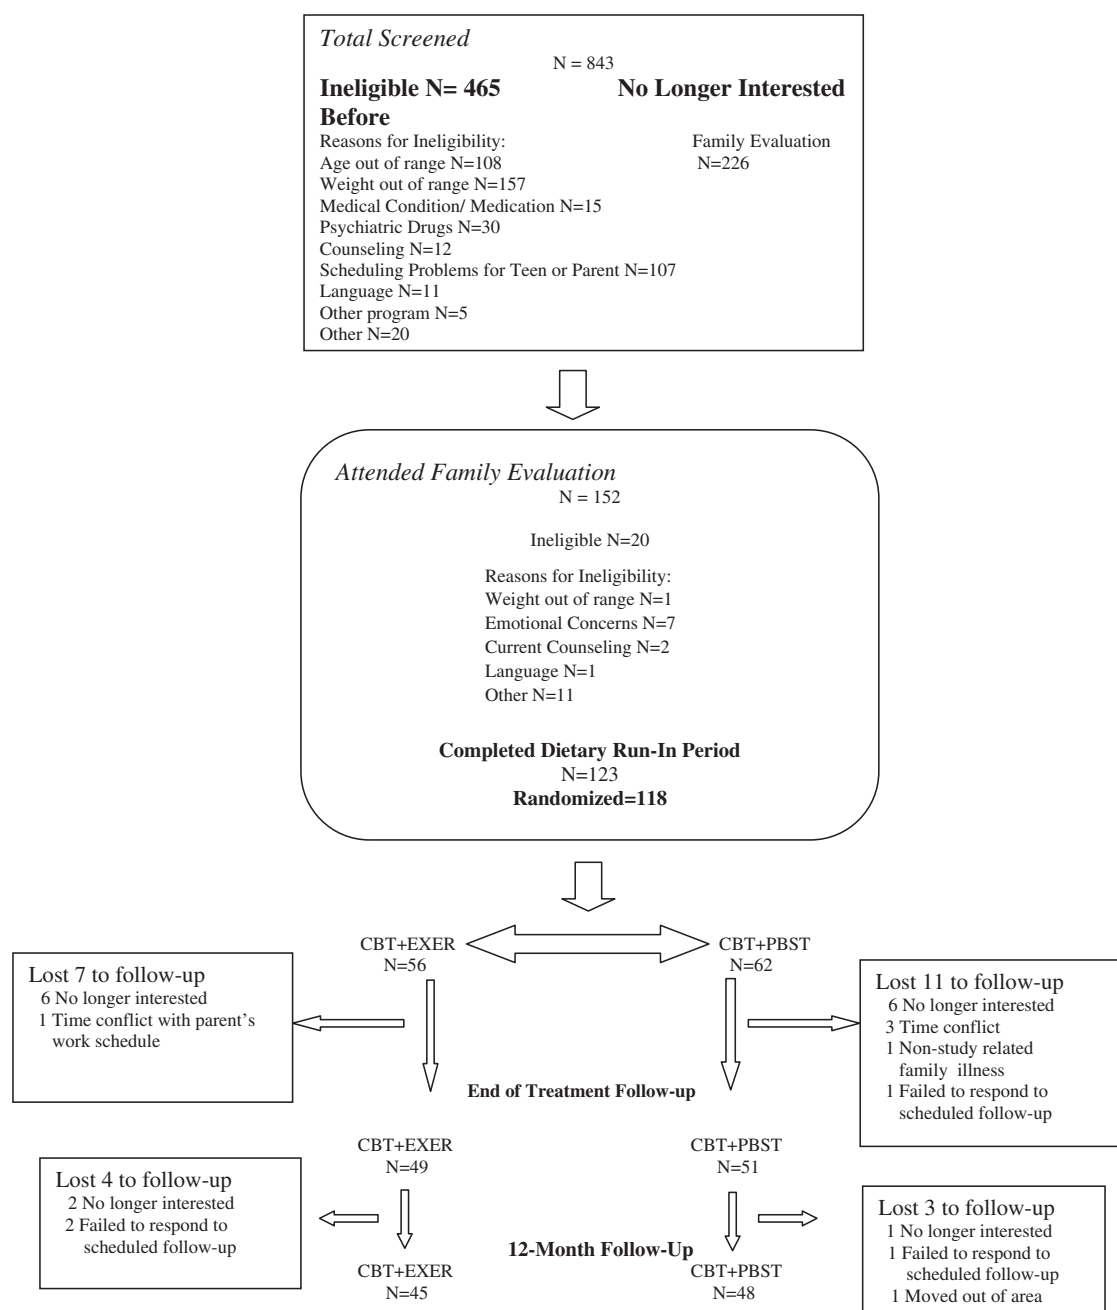 Total Screened
N = 843
Ineligible N= 465 No Longer Interested
Before
Reasons for Ineligibility: Family Evaluation
Age out of range N=108 N=226
Weight out of range N=157
Medical Condition/ Medication N=15
Psychiatric Drugs N=30
Counseling N=12
Scheduling Problems for Teen or Parent N=107
Language N=11
Other program N=5
Other N=20
Attended Family Evaluation
N = 152
Ineligible N=20
Reasons for Ineligibility:
Weight out of range N=1
Emotional Concerns N=7
Current Counseling N=2
Language N=1
Other N=11
Completed Dietary Run-In Period
N=123
Randomized=118
CBT+EXER
N=56
CBT+PBST
N=62
Lost 7 to follow-up
6 No longer interested
1 Time conflict with parent's
work schedule
Lost 11 to follow-up
6 No longer interested
3 Time conflict
1 Non-study related
family illness
1 Failed to respond to
scheduled follow-up
End of Treatment Follow-up
CBT+EXER
N=49
CBT+PBST
N=51
Lost 4 to follow-up
2 No longer interested
2 Failed to respond to
scheduled follow-up
Lost 3 to follow-up
1 No longer interested
1 Failed to respond to
scheduled follow-up
1 Moved out of area
12-Month Follow-Up
CBT+EXER
N=45
CBT+PBST
N=48